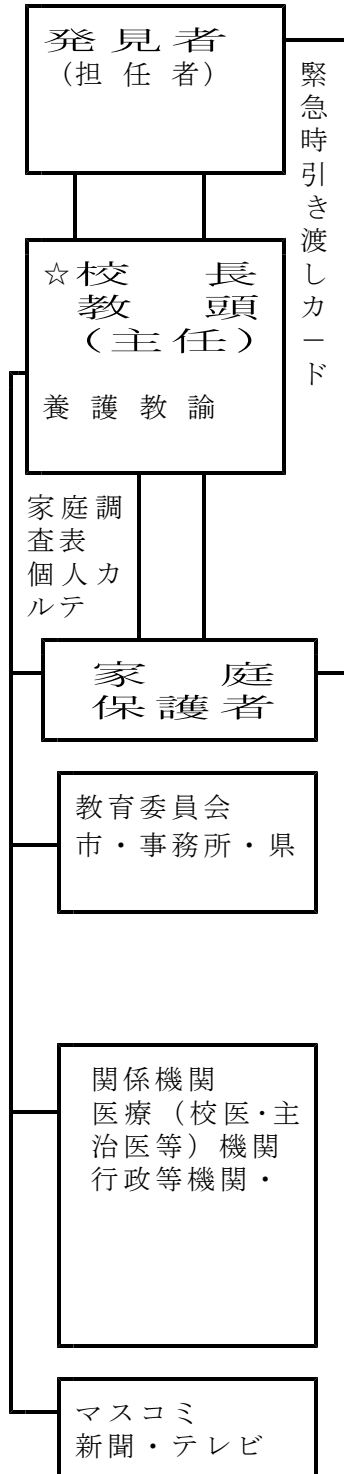 発見者
（担任者）
緊急時引き渡しカード
☆校長
教頭
（主任）
養護教諭
家庭調
査表
個人カ
ルテ
家庭
保護者
教育委員会
市・事務所・県
関係機関
医療（校医・主
治医等）機関
行政等機関・
マスコミ
新聞・テレビ